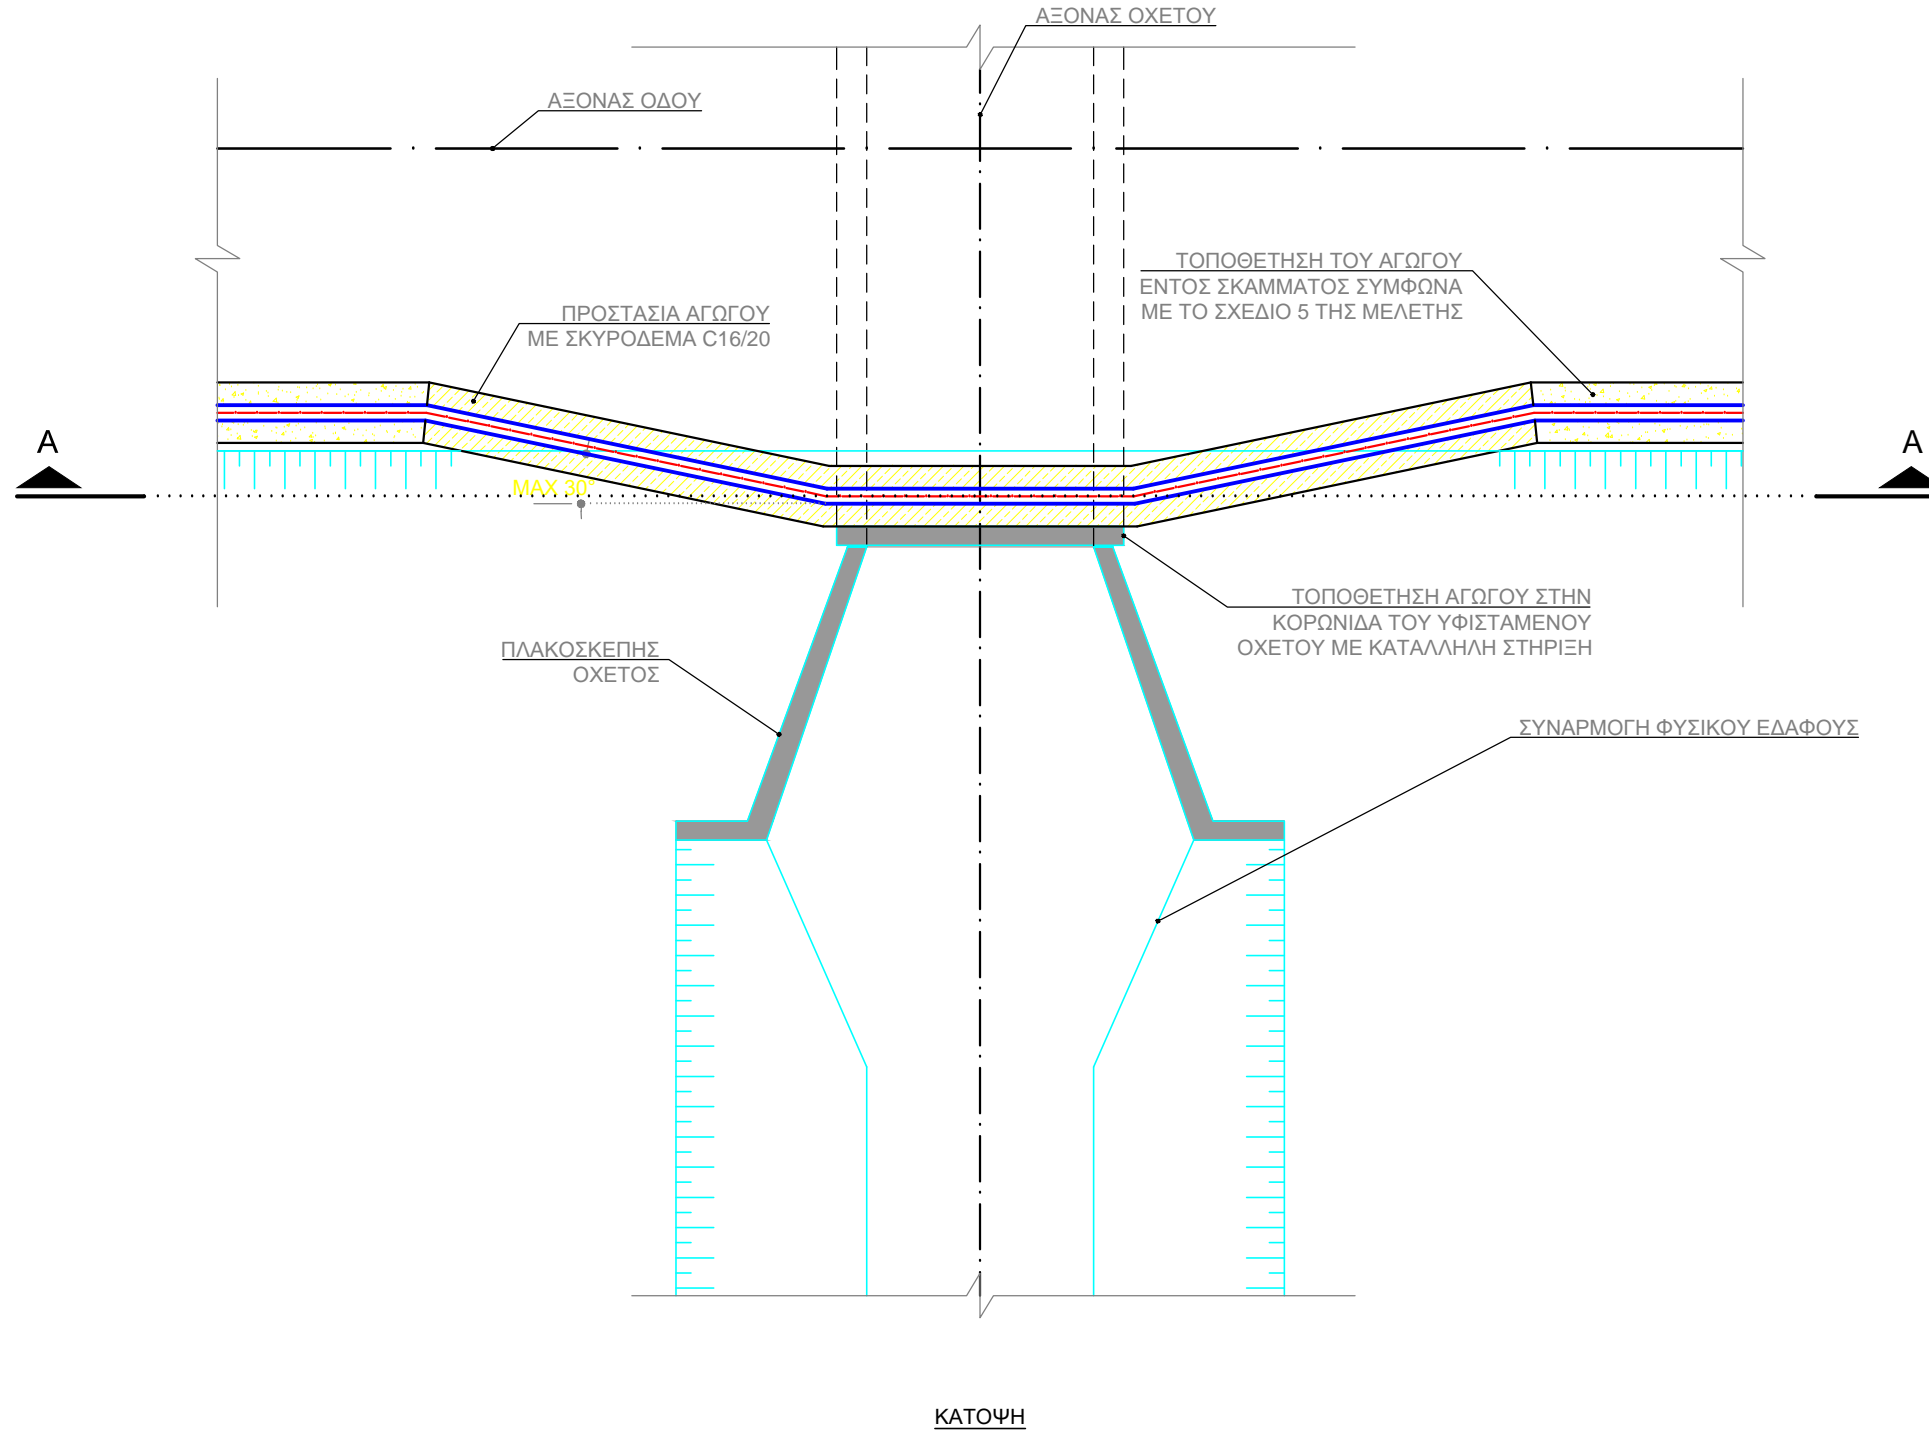 ΑΞΟΝΑΣ ΟΧΕΤΟΥ
ΑΞΟΝΑΣ ΟΔΟΥ
ΤΟΠΟΘΕΤΗΣΗ ΤΟΥ ΑΓΩΓΟΥ
ΕΝΤΟΣ ΣΚΑΜΜΑΤΟΣ ΣΥΜΦΩΝΑ
ΜΕ ΤΟ ΣΧΕΔΙΟ 5 ΤΗΣ ΜΕΛΕΤΗΣ
ΠΡΟΣΤΑΣΙΑ ΑΓΩΓΟΥ
ΜΕ ΣΚΥΡΟΔΕΜΑ C16/20
A
A
MAX 30°
ΤΟΠΟΘΕΤΗΣΗ ΑΓΩΓΟΥ ΣΤΗΝ
ΚΟΡΩΝΙΔΑ ΤΟΥ ΥΦΙΣΤΑΜΕΝΟΥ
ΟΧΕΤΟΥ ΜΕ ΚΑΤΑΛΛΗΛΗ ΣΤΗΡΙΞΗ
ΠΛΑΚΟΣΚΕΠΗΣ
ΟΧΕΤΟΣ
ΣΥΝΑΡΜΟΓΗ ΦΥΣΙΚΟΥ ΕΔΑΦΟΥΣ
ΚΑΤΟΨΗ